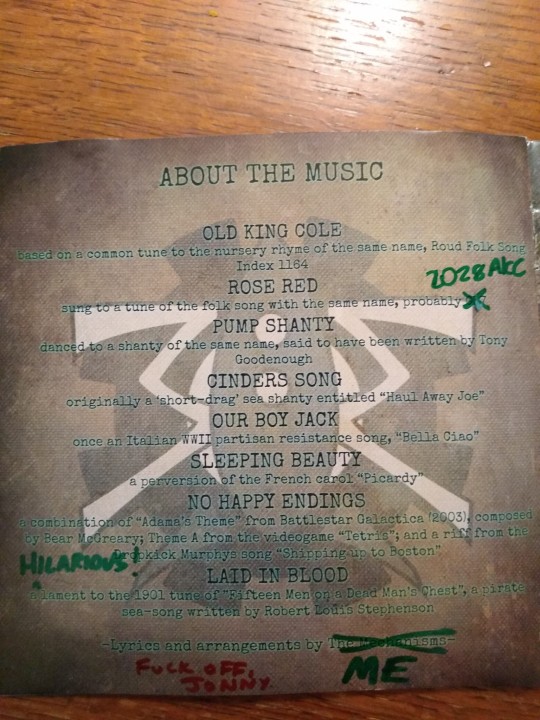 ABOUT THE MUSIC
OLD KING COLE
based on a common tune to the nursery rhyme of the same name, Roud Folk Song
Index 1164
2028 AKC
ROSE RED
sung to a tune of the folk song with the same name, probably
PUMP SHANTY
danced to a shanty of the same name, said to have been written by Tony
Goodenough
CINDERS SONG
originally a 'short-drag' sea shanty entitled "Haul Away Joe"
OUR BOY JACK
once an Italian WWII partisan resistance song, "Bella Ciao"
SLEEPING BEAUTY
a perversion of the French carol "Picardy"
NO HAPPY ENDINGS
a combination of "Adama's Theme" from Battlestar Galactica (2003), composed
by Bear McGreary; Theme A from the videogame "Tetris"; and a riff from the
HILARIOUS!
Dropkick Murphys song "Shipping up to Boston"
LAID IN BLOOD
a lament to the 1901 tune of "Fifteen Men on a Dead Man's Chest", a pirate
sea-song written by Robert Louis Stephenson
-Lyrics and arrangements by The Mechanisms-
FUCK OFF,
JONNY.
ME